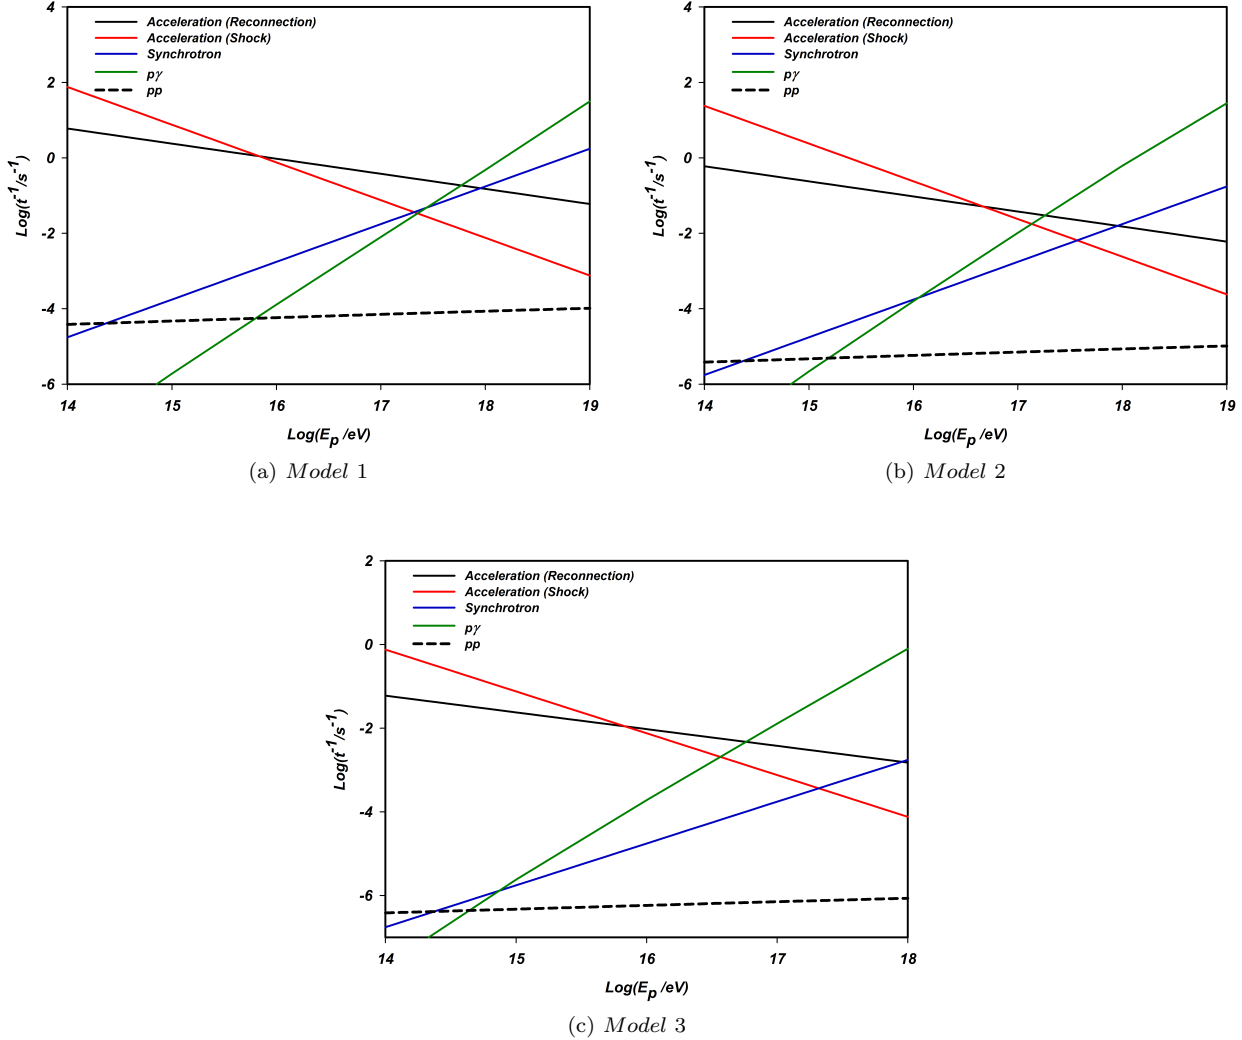 4
2
0
-2
-4
-6
Log(t-1/s-1)
Acceleration (Reconnection)
Acceleration (Shock)
Synchrotron
pγ
pp
14 15 16 17 18 19
Log(Ep /eV)
(a) Model 1
4
2
0
-2
-4
-6
Log(t-1/s-1)
Acceleration (Reconnection)
Acceleration (Shock)
Synchrotron
pγ
pp
14 15 16 17 18 19
Log(Ep /eV)
(b) Model 2
2
0
-2
-4
-6
Log(t-1/s-1)
Acceleration (Reconnection)
Acceleration (Shock)
Synchrotron
pγ
pp
14 15 16 17 18
Log(Ep /eV)
(c) Model 3